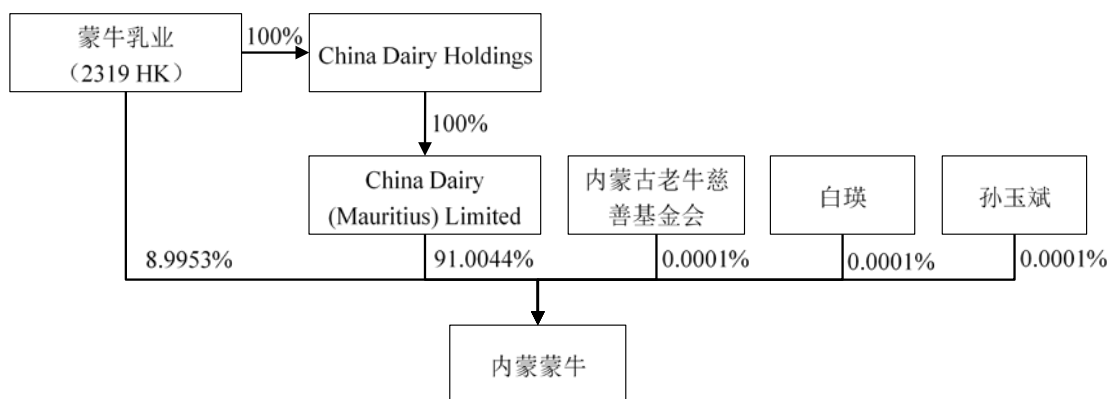 蒙牛乳业
（2319 HK）
100%
China Dairy Holdings
100%
China Dairy
(Mauritius) Limited
内蒙古老牛慈
善基金会
白瑛
孙玉斌
8.9953%
91.0044%
0.0001%
0.0001%
0.0001%
内蒙蒙牛